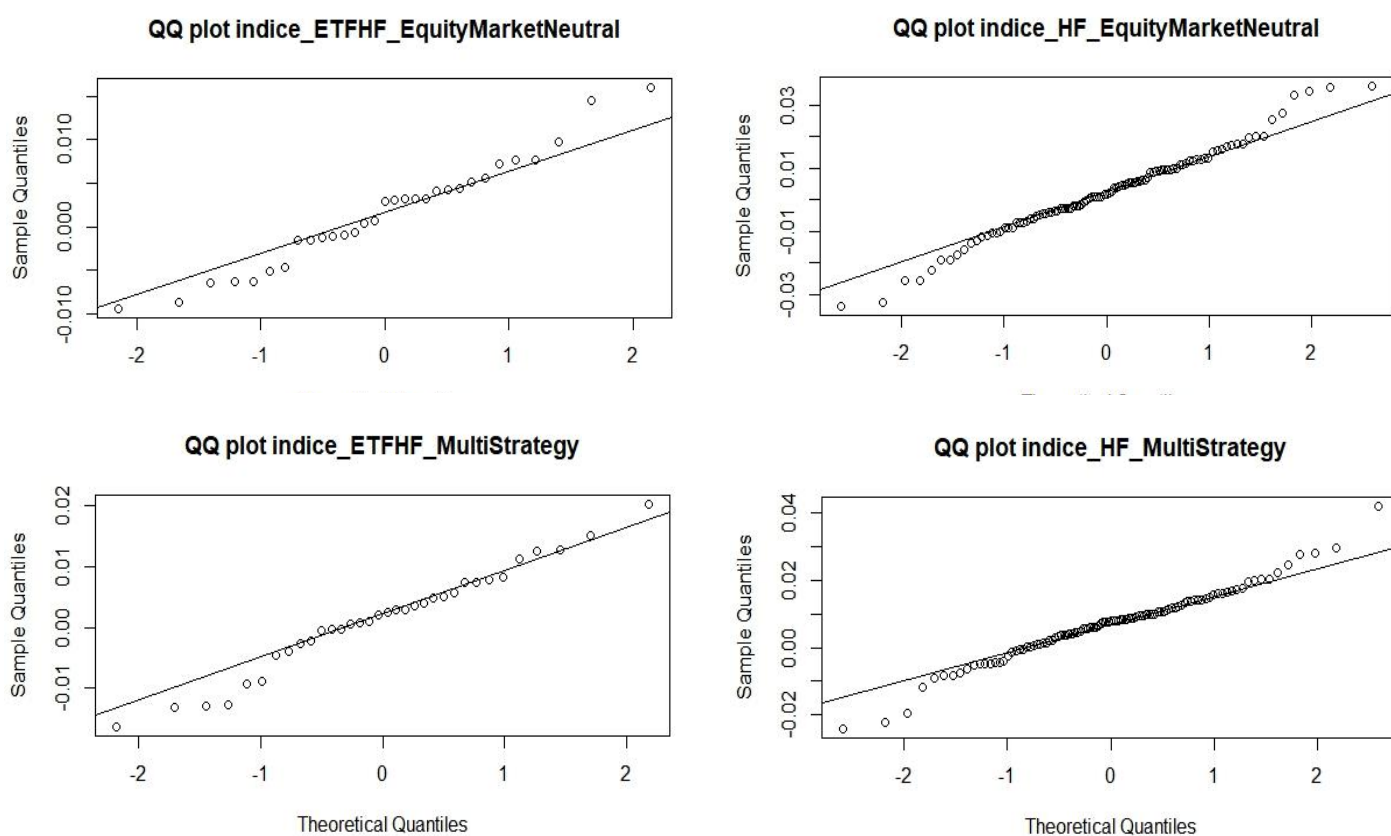 QQ plot indice_ETFHF_EquityMarketNeutral
Sample Quantiles
0.010
0.000
-0.010
-2 -1 0 1 2
QQ plot indice_HF_EquityMarketNeutral
Sample Quantiles
0.03
0.01
-0.01
-0.03
-2 -1 0 1 2
QQ plot indice_ETFHF_MultiStrategy
Sample Quantiles
0.02
0.01
0.00
-0.01
-2 -1 0 1 2
Theoretical Quantiles
QQ plot indice_HF_MultiStrategy
Sample Quantiles
0.04
0.02
0.00
-0.02
-2 -1 0 1 2
Theoretical Quantiles